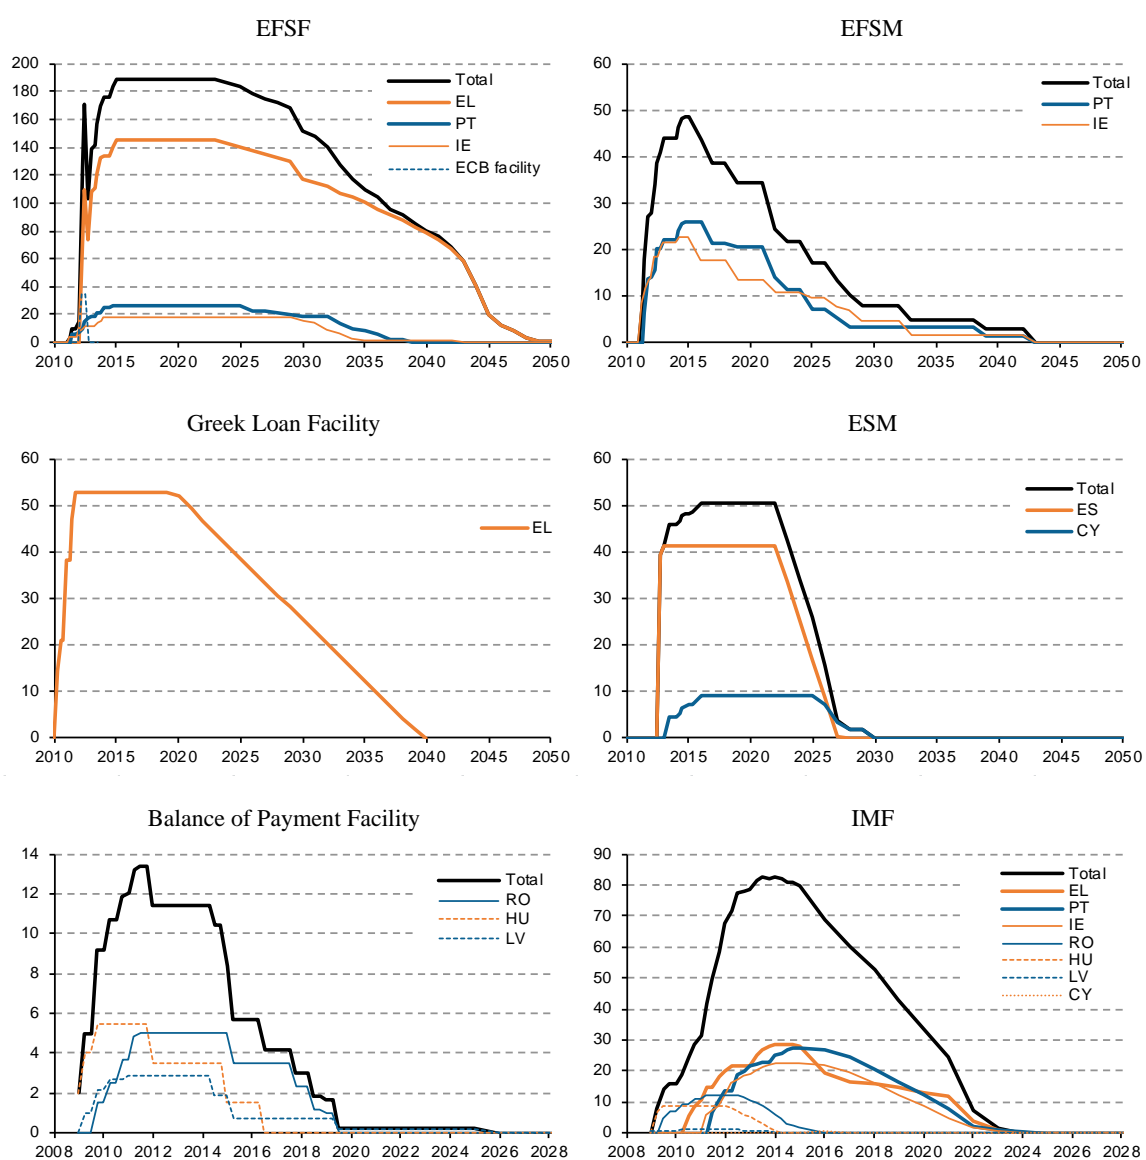 EFSF
200
180
160
140
120
100
80
60
40
20
0
2010 2015 2020 2025 2030 2035 2040 2045 2050
Total
EL
PT
IE
ECB facility
EFSM
60
50
40
30
20
10
0
2010 2015 2020 2025 2030 2035 2040 2045 2050
Total
PT
IE
Greek Loan Facility
60
50
40
30
20
10
0
2010 2015 2020 2025 2030 2035 2040 2045 2050
EL
ESM
60
50
40
30
20
10
0
2010 2015 2020 2025 2030 2035 2040 2045 2050
Total
ES
CY
Balance of Payment Facility
14
12
10
8
6
4
2
0
2008 2010 2012 2014 2016 2018 2020 2022 2024 2026 2028
Total
RO
HU
LV
IMF
90
80
70
60
50
40
30
20
10
0
2008 2010 2012 2014 2016 2018 2020 2022 2024 2026 2028
Total
EL
PT
IE
RO
HU
LV
CY